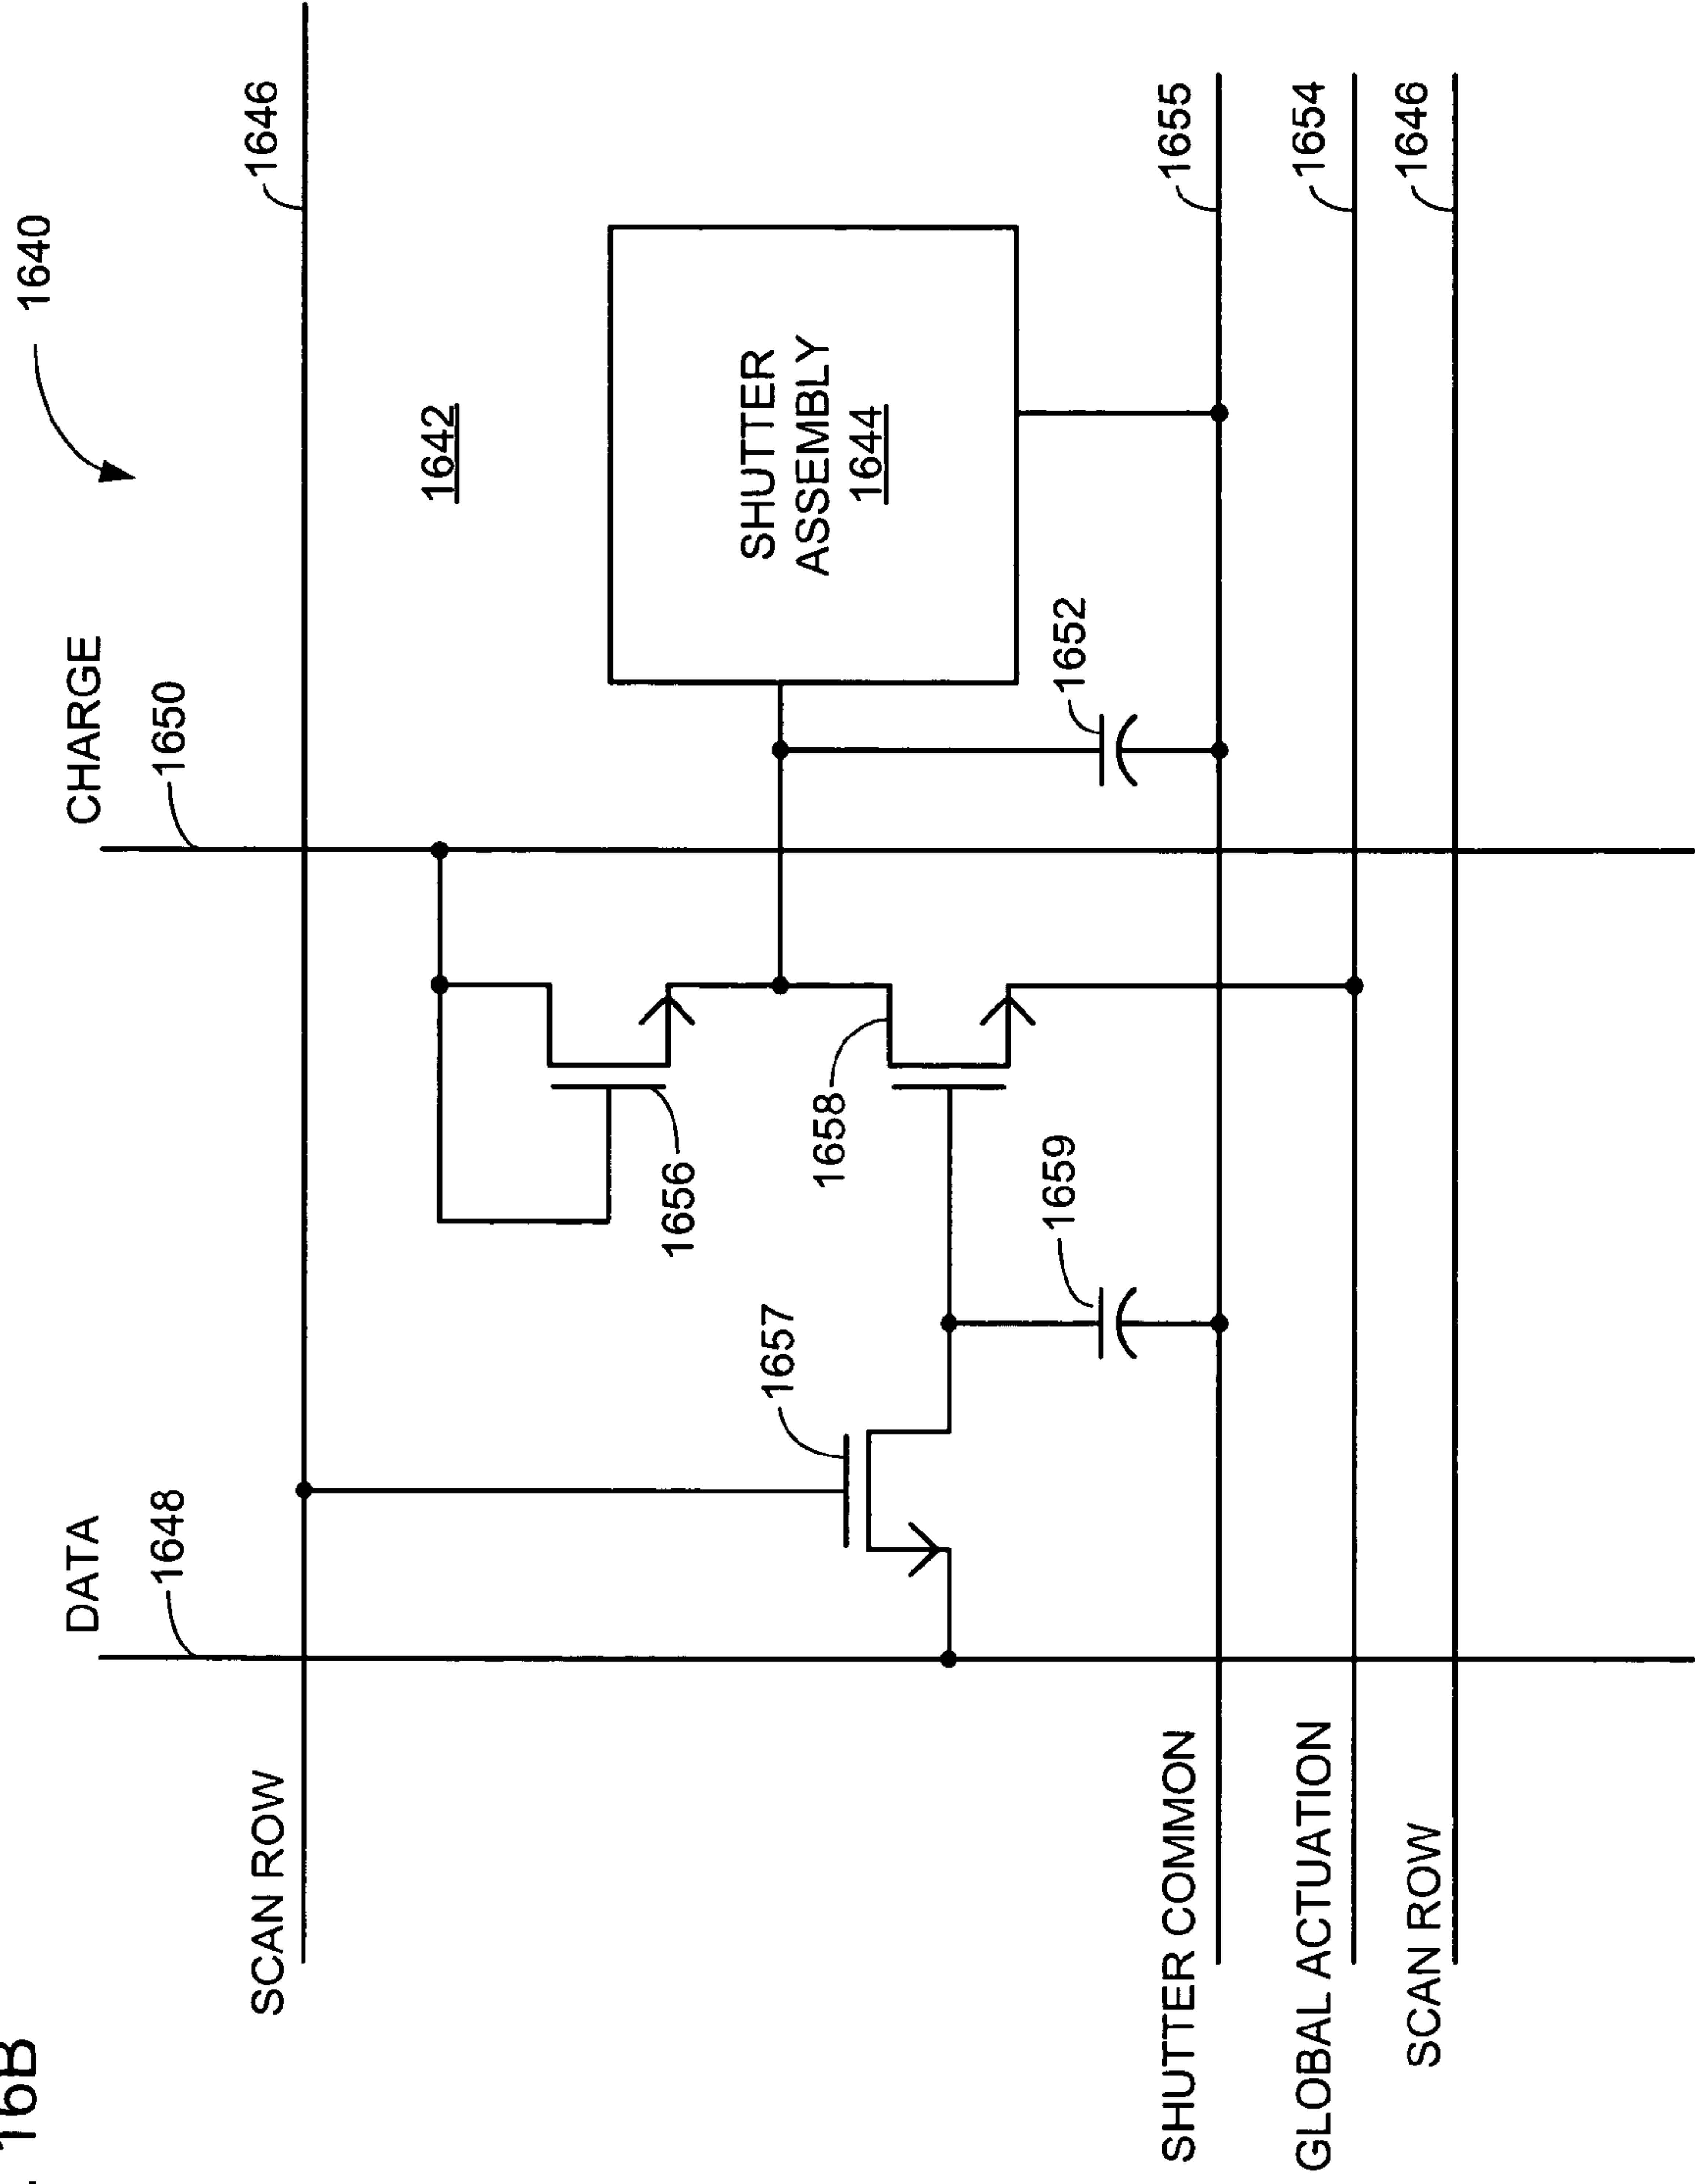 16B
1640
DATA
CHARGE
1648
1650
SCAN ROW
1646
1642
1656
1657
1658
SHUTTER
ASSEMBLY
1644
1659
1652
SHUTTER COMMON
1655
GLOBAL ACTUATION
1654
SCAN ROW
1646